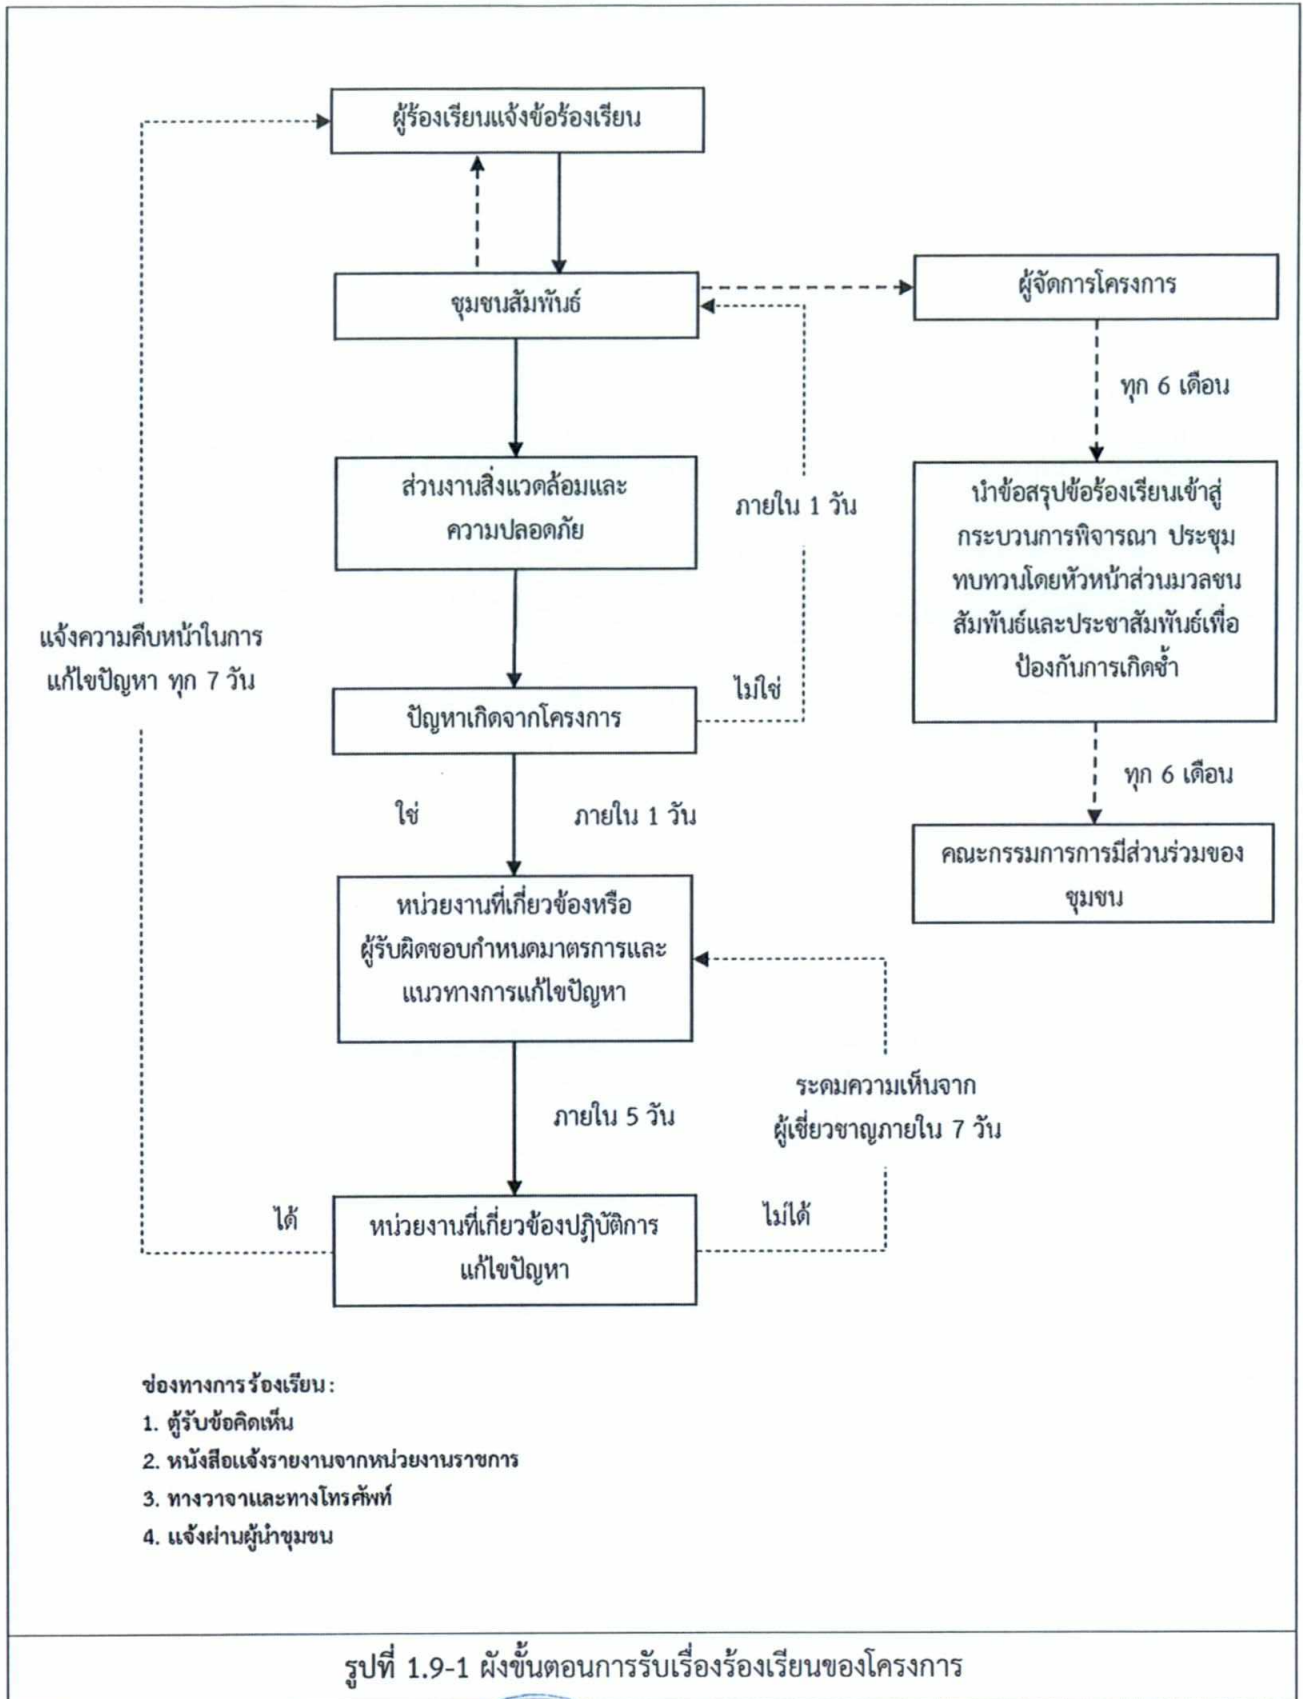 ผู้ร้องเรียนแจ้งข้อร้องเรียน
ชุมชนสัมพันธ์
ผู้จัดการโครงการ
ทุก 6 เดือน
ส่วนงานสิ่งแวดล้อมและ
ความปลอดภัย
ภายใน 1 วัน
นำข้อสรุปข้อร้องเรียนเข้าสู่
กระบวนการพิจารณา ประชุม
ทบทวนโดยหัวหน้าส่วนมวลชน
สัมพันธ์และประชาสัมพันธ์เพื่อ
ป้องกันการเกิดซ้ำ
แจ้งความคืบหน้าในการ
แก้ไขปัญหา ทุก 7 วัน
ปัญหาเกิดจากโครงการ
ไม่ใช่
ทุก 6 เดือน
ใช่
ภายใน 1 วัน
คณะกรรมการการมีส่วนร่วมของ
ชุมชน
หน่วยงานที่เกี่ยวข้องหรือ
ผู้รับผิดชอบกำหนดมาตรการและ
แนวทางการแก้ไขปัญหา
ระดมความเห็นจาก
ผู้เชี่ยวชาญภายใน 7 วัน
ภายใน 5 วัน
ได้
หน่วยงานที่เกี่ยวข้องปฏิบัติการ
แก้ไขปัญหา
ไม่ได้
ช่องทางการร้องเรียน :
1. ตู้รับข้อคิดเห็น
2. หนังสือแจ้งรายงานจากหน่วยงานราชการ
3. ทางวาจาและทางโทรศัพท์
4. แจ้งผ่านผู้นำชุมชน
รูปที่ 1.9-1 ผังขั้นตอนการรับเรื่องร้องเรียนของโครงการ